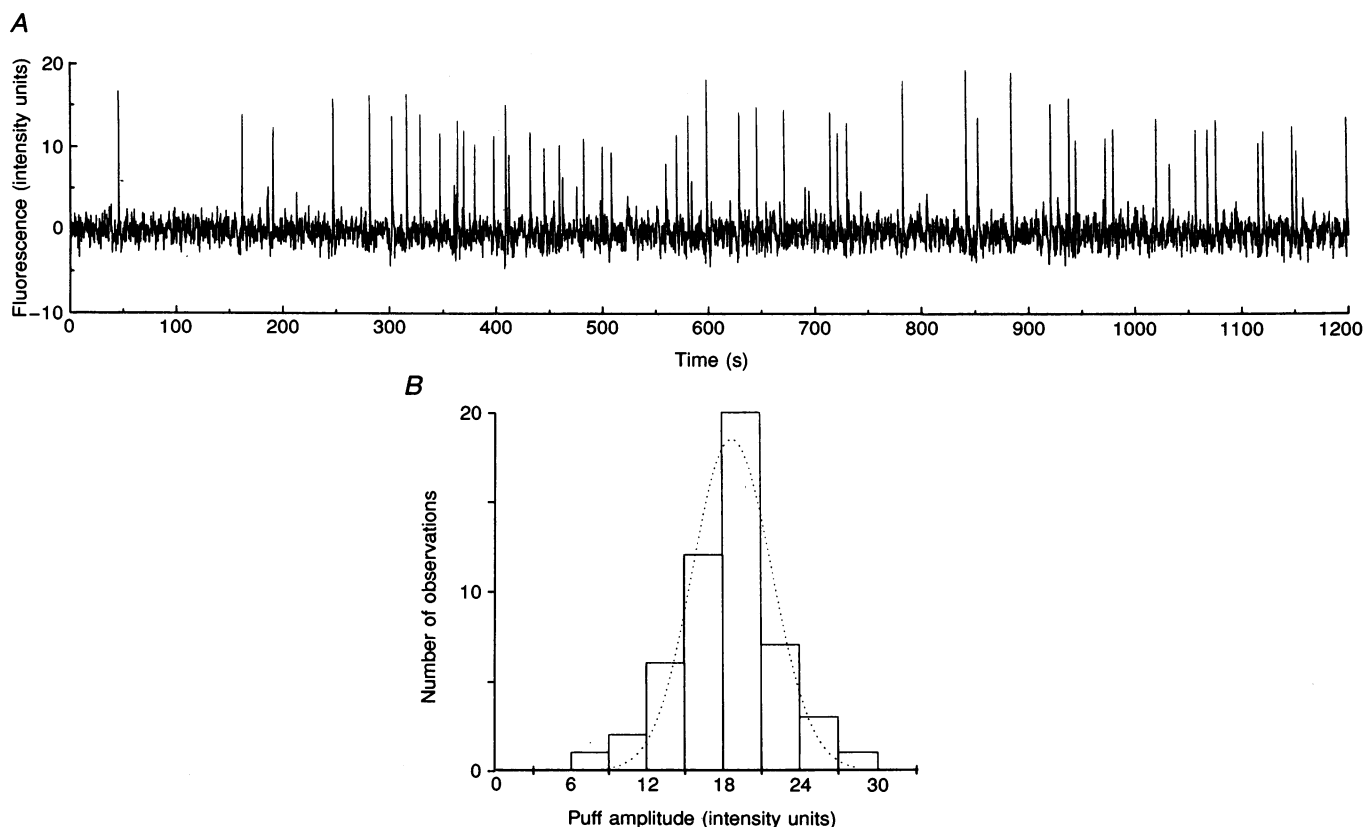 A
Fluorescence (intensity units)
20
10
0
−10
0 100 200 300 400 500 600 700 800 900 1000 1100 1200
Time (s)
B
Number of observations
20
10
0
0 6 12 18 24 30
Puff amplitude (intensity units)